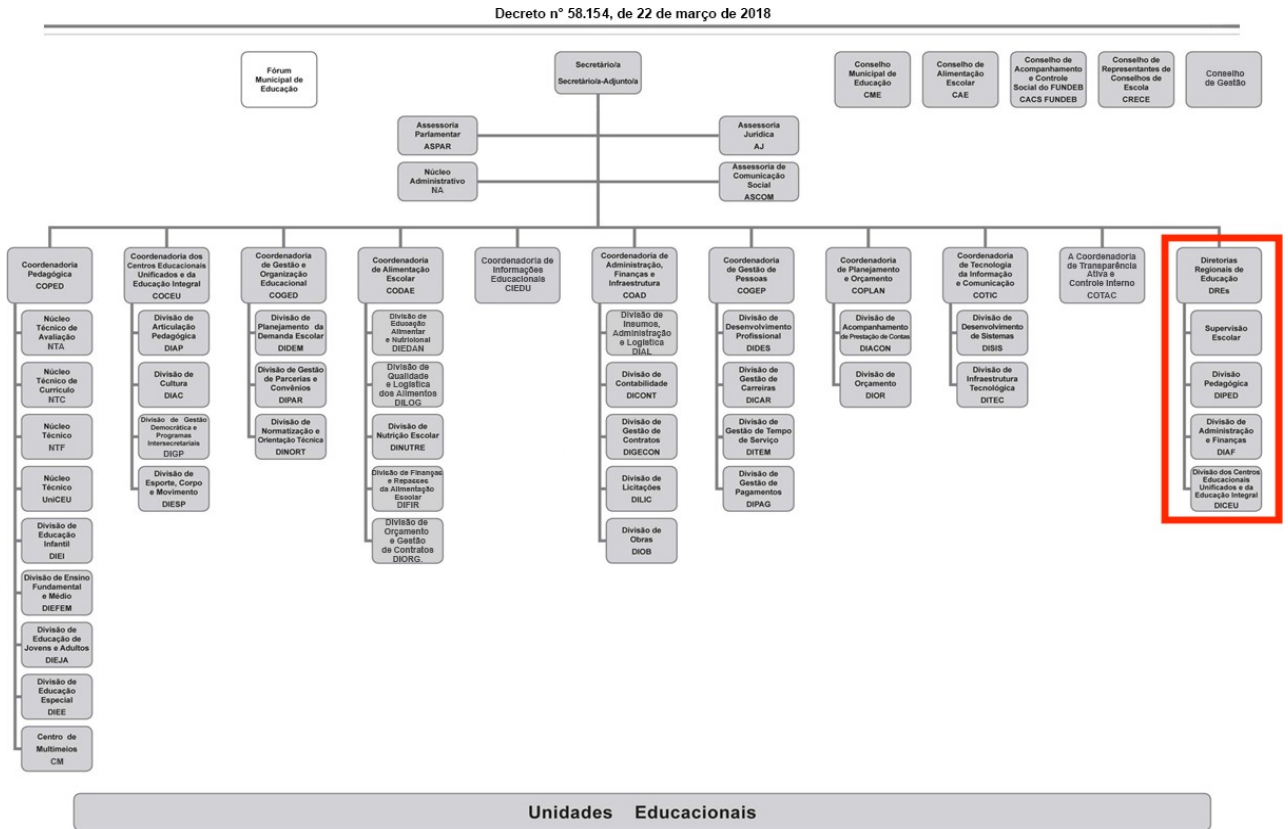 Decreto n° 58.154, de 22 de março de 2018
Fórum
Municipal de
Educação
Secretário/a
Secretário/a-Adjunto/a
Conselho
Municipal de
Educação
CME
Conselho de
Alimentação
Escolar
CAE
Conselho de
Acompanhamento
e Controle
Social do FUNDEB
CACS FUNDEB
Conselho de
Representantes de
Conselhos de
Escola
CRECE
Conselho
de Gestão
Assessoria
Parlamentar
ASPAR
Assessoria
Jurídica
AJ
Núcleo
Administrativo
NA
Assessoria de
Comunicação
Social
ASCOM
Coordenadoria
Pedagógica
COPED
Núcleo
Técnico de
Avaliação
NTA
Núcleo
Técnico de
Currículo
NTC
Núcleo
Técnico
NTF
Núcleo
Técnico
UniCEU
Divisão de
Educação
Infantil
DIEI
Divisão de Ensino
Fundamental
e Médio
DIEFEM
Divisão de
Educação de
Jovens e Adultos
DIEJA
Divisão de
Educação
Especial
DIEE
Centro de
Multimeios
CM
Coordenadoria dos
Centros Educacionais
Unificados e da
Educação Integral
COCEU
Divisão de
Articulação
Pedagógica
DIAP
Divisão de
Cultura
DIAC
Divisão de Gestão
Democrática e
Programas
Intersecretariais
DIGP
Divisão de
Esporte, Corpo
e Movimento
DIESP
Coordenadoria
de Gestão e
Organização
Educacional
COGED
Divisão de
Planejamento da
Demanda Escolar
DIDEM
Divisão de Gestão
de Parcerias e
Convênios
DIPAR
Divisão de
Normatização e
Orientação Técnica
DINORT
Coordenadoria
de Alimentação
Escolar
CODAE
Divisão de
Educação
Alimentar
e Nutricional
DIEDAN
Divisão de
Qualidade
e Logística
dos Alimentos
DILOG
Divisão de
Nutrição Escolar
DINUTRE
Divisão de Finanças
e Repasses
da Alimentação
Escolar
DIFIR
Divisão de
Orçamento
e Gestão
de Contratos
DIORG.
Coordenadoria de
Informações
Educacionais
CIEDU
Coordenadoria de
Administração,
Finanças e
Infraestrutura
COAD
Divisão de
Insumos,
Administração
e Logística
DIAL
Divisão de
Contabilidade
DICONT
Divisão de
Gestão de
Contratos
DIGECON
Divisão de
Licitações
DILIC
Divisão de
Obras
DIOB
Coordenadoria
de Gestão de
Pessoas
COGEP
Divisão de
Desenvolvimento
Profissional
DIDES
Divisão de
Gestão de
Carreiras
DICAR
Divisão de
Gestão de Tempo
de Serviço
DITEM
Divisão de
Gestão de
Pagamentos
DIPAG
Coordenadoria
de Planejamento
e Orçamento
COPLAN
Divisão de
Acompanhamento
de Prestação de Contas
DIACON
Divisão de
Orçamento
DIOR
Coordenadoria
de Tecnologia
da Informação
e Comunicação
COTIC
Divisão de
Desenvolvimento
de Sistemas
DISIS
Divisão de
Infraestrutura
Tecnológica
DITEC
A Coordenadoria
de Transparência
Ativa e
Controle Interno
COTAC
Diretorias
Regionais de
Educação
DREs
Supervisão
Escolar
Divisão
Pedagógica
DIPED
Divisão de
Administração
e Finanças
DIAF
Divisão dos Centros
Educacionais
Unificados e da
Educação Integral
DICEU
Unidades Educacionais